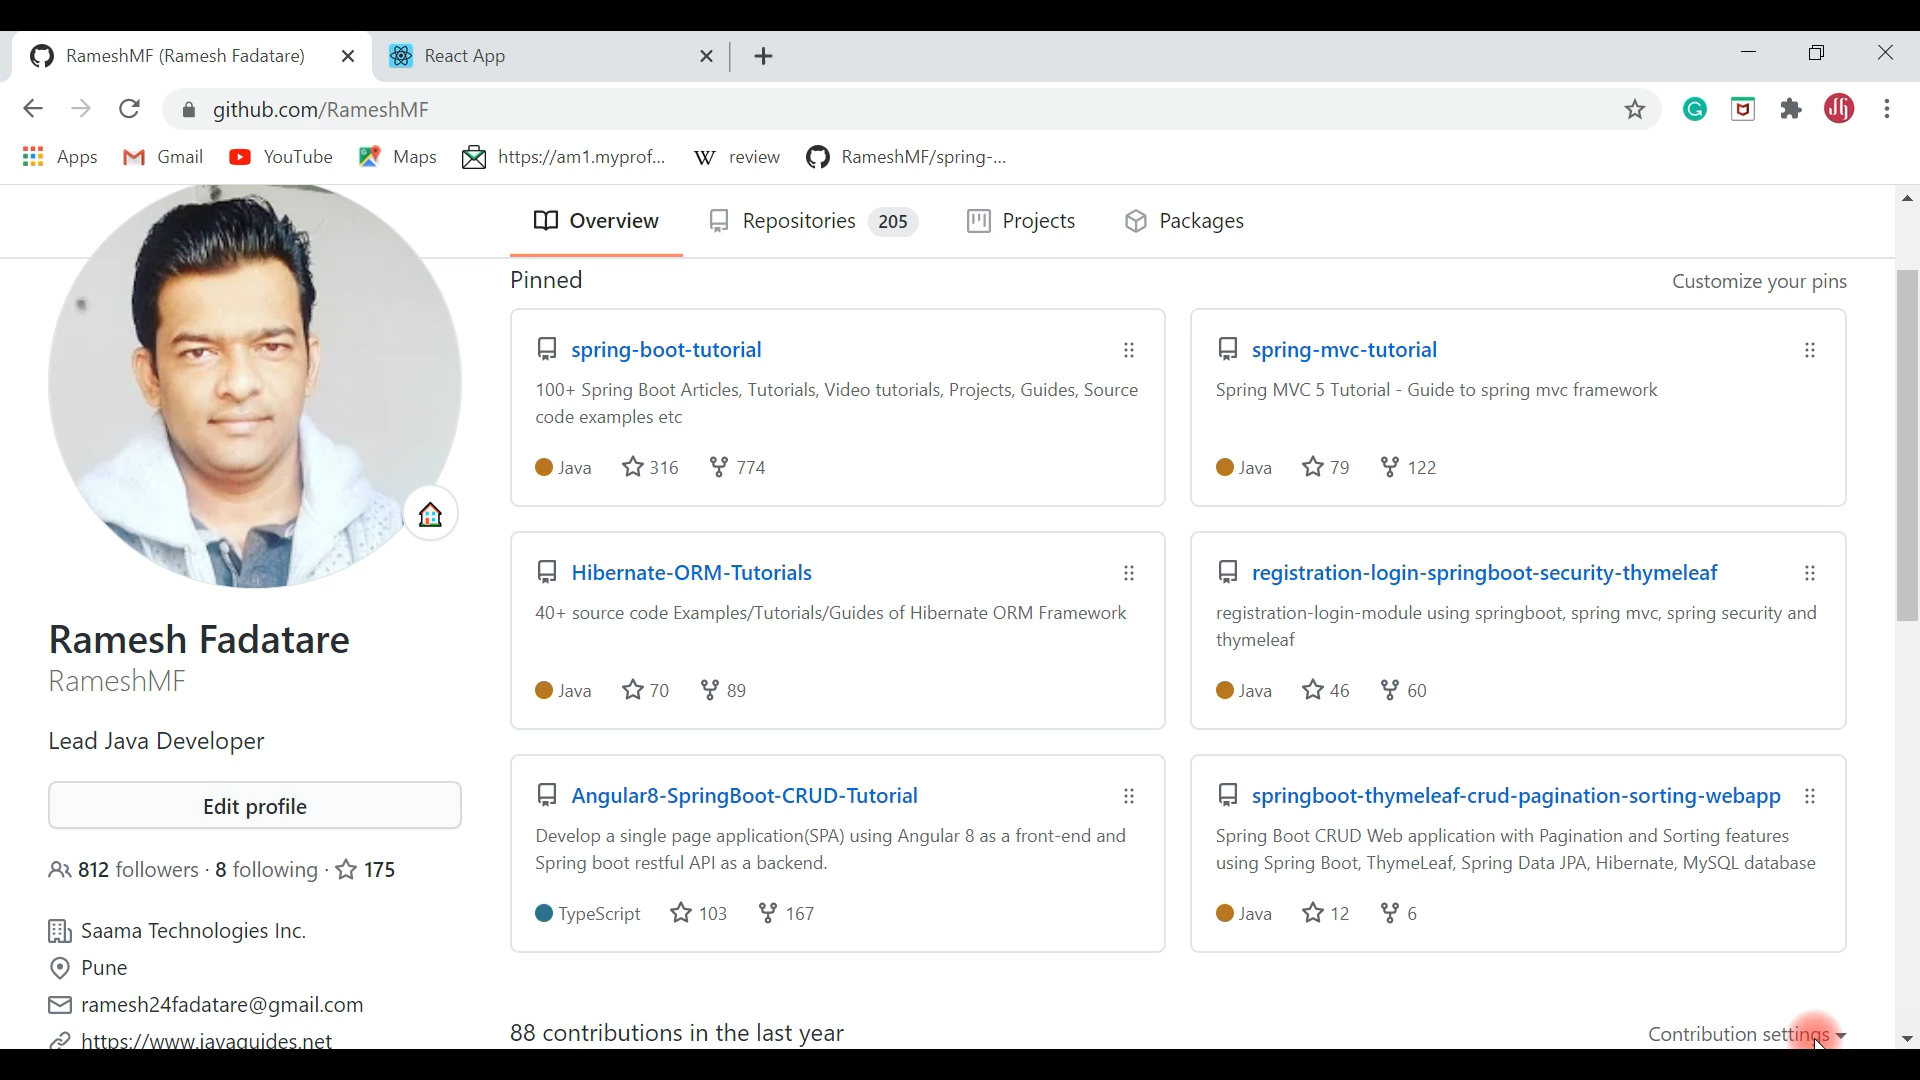 RameshMF (Ramesh Fadatare)
React App
github.com/RameshMF
Apps
Gmail
YouTube
Maps
https://am1.myprof...
review
RameshMF/spring-...
Overview
Repositories 205
Projects
Packages
Pinned
Customize your pins
spring-boot-tutorial
100+ Spring Boot Articles, Tutorials, Video tutorials, Projects, Guides, Source
code examples etc
Java 316 774
spring-mvc-tutorial
Spring MVC 5 Tutorial - Guide to spring mvc framework
Java 79 122
Hibernate-ORM-Tutorials
40+ source code Examples/Tutorials/Guides of Hibernate ORM Framework
Java 70 89
registration-login-springboot-security-thymeleaf
registration-login-module using springboot, spring mvc, spring security and
thymeleaf
Java 46 60
Angular8-SpringBoot-CRUD-Tutorial
Develop a single page application(SPA) using Angular 8 as a front-end and
Spring boot restful API as a backend.
TypeScript 103 167
springboot-thymeleaf-crud-pagination-sorting-webapp
Spring Boot CRUD Web application with Pagination and Sorting features
using Spring Boot, ThymeLeaf, Spring Data JPA, Hibernate, MySQL database
Java 12 6
Ramesh Fadatare
RameshMF
Lead Java Developer
Edit profile
812 followers · 8 following · 175
Saama Technologies Inc.
Pune
ramesh24fadatare@gmail.com
https://www.javaguides.net
88 contributions in the last year
Contribution settings